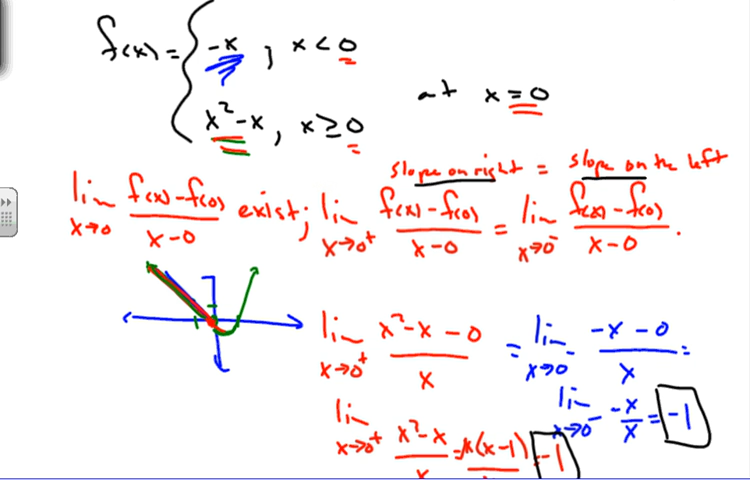 f(x) = { -x , x < 0
x² - x , x ≥ 0
at x = 0
slope on right = slope on the left
lim x→0 f(x) - f(0) / x - 0 exist; lim x→0⁺ f(x) - f(0) / x - 0 = lim x→0⁻ f(x) - f(0) / x - 0 .
lim x→0⁺ x² - x - 0 / x = lim x→0⁻ -x - 0 / x =
lim x→0⁻ -x / x = -1
lim x→0⁺ x² - x / x = x(x - 1) / x = -1